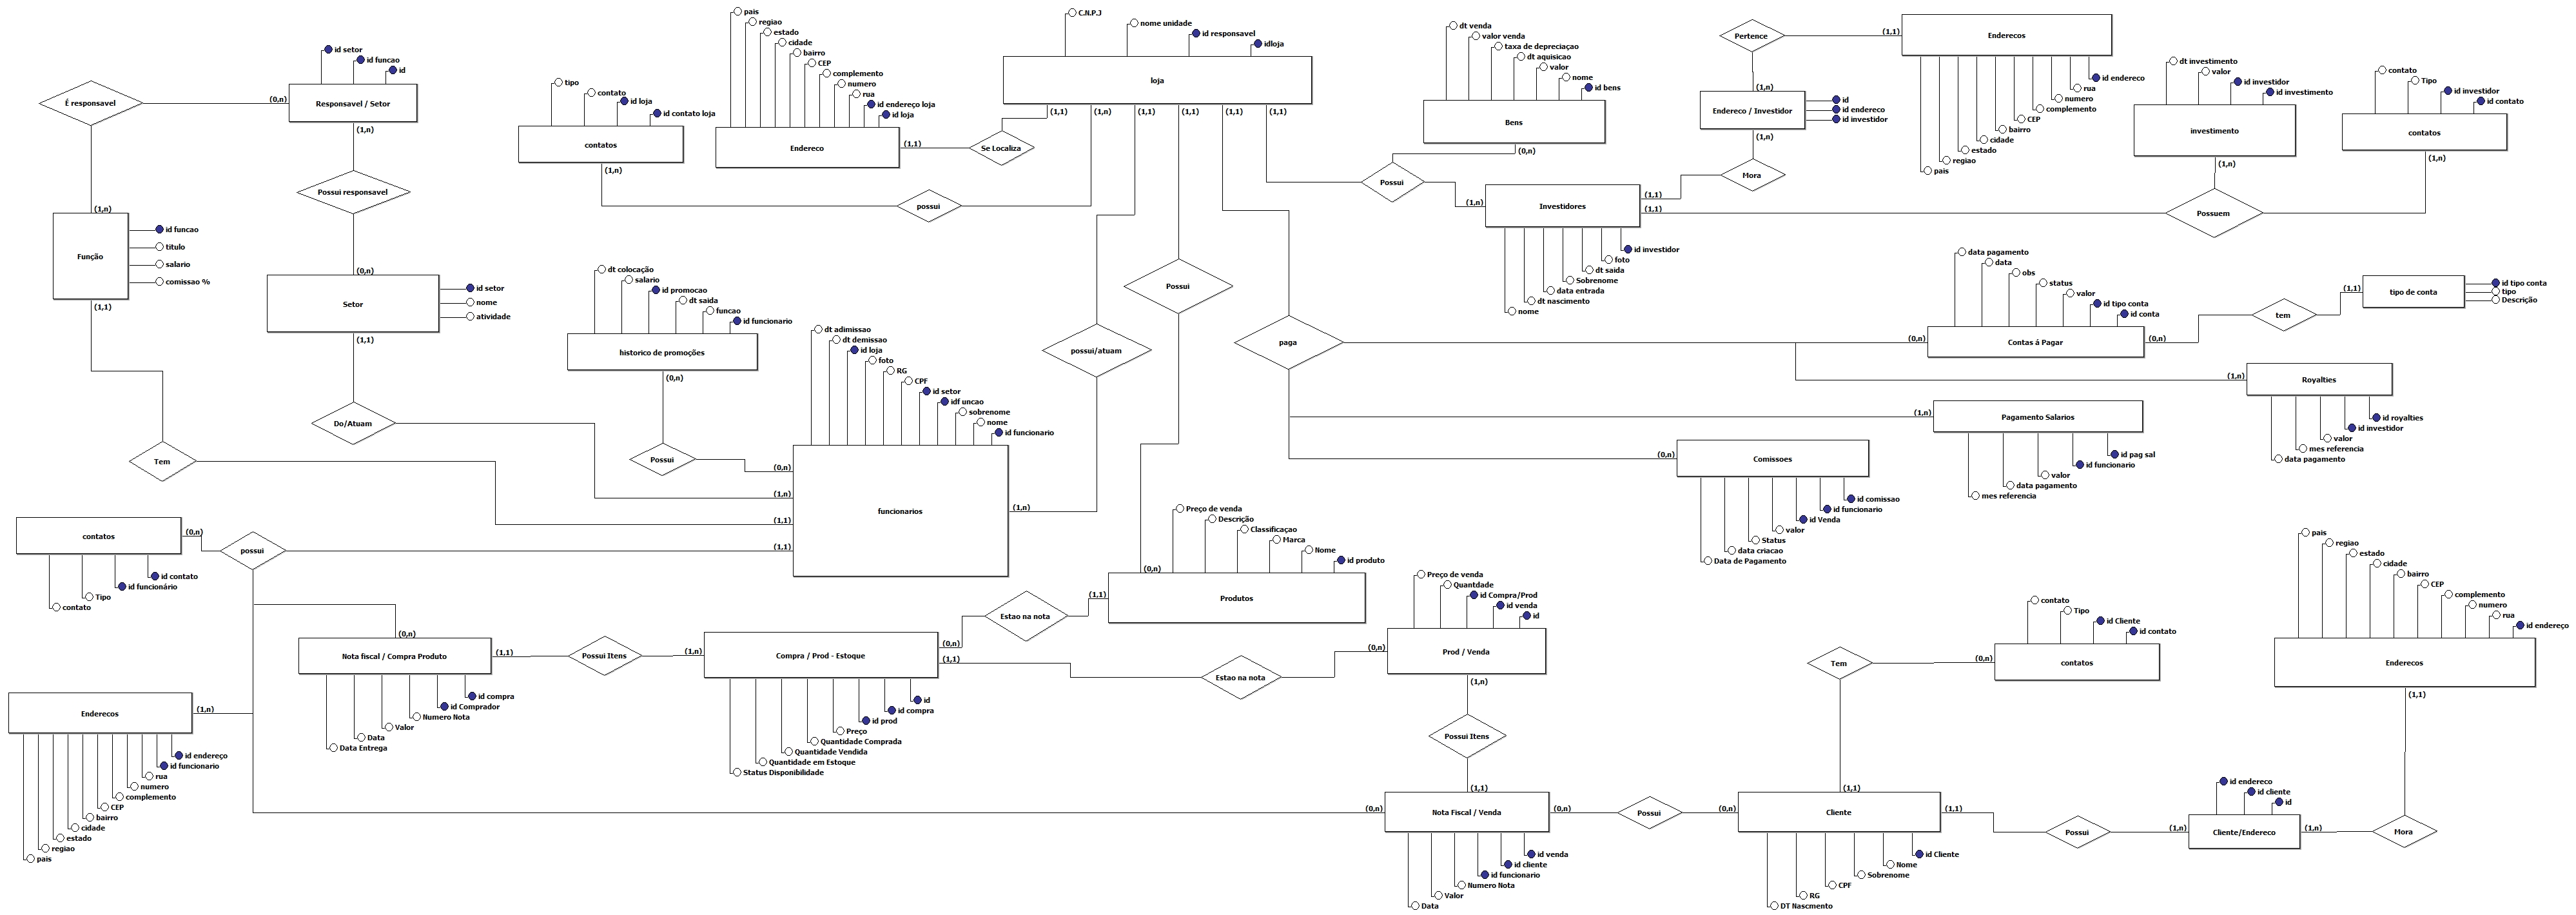 É responsavel
(0,n)
id setor
id funcao
id
Responsavel / Setor
(1,n)
Possui responsavel
(1,n)
Função
id funcao
titulo
salario
comissao %
(1,1)
(0,n)
Setor
id setor
nome
atividade
(1,1)
Do/Atuam
Tem
tipo
contato
id loja
id contato loja
contatos
(1,n)
possui
pais
regiao
estado
cidade
bairro
CEP
complemento
numero
rua
id endereço loja
id loja
Endereco
(1,1)
Se Localiza
C.N.P.J
nome unidade
id responsavel
idloja
loja
(1,1)
(1,n)
(1,1)
(1,1)
(1,1)
(1,1)
dt venda
valor venda
taxa de depreciaçao
dt aquisicao
valor
nome
id bens
Bens
(0,n)
Possui
(1,n)
Investidores
(1,1)
(1,1)
id investidor
foto
dt saida
Sobrenome
data entrada
dt nascimento
nome
Pertence
(1,1)
Enderecos
id endereco
rua
numero
complemento
CEP
bairro
cidade
estado
regiao
pais
(1,n)
Endereco / Investidor
id
id endereco
id investidor
(1,n)
Mora
dt investimento
valor
id investidor
id investimento
investimento
(1,n)
contato
Tipo
id investidor
id contato
contatos
(1,n)
Possuem
dt colocação
salario
id promocao
dt saida
funcao
id funcionario
historico de promoções
(0,n)
Possui
dt adimissao
dt demissao
id loja
foto
RG
CPF
id setor
idf uncao
sobrenome
nome
id funcionario
funcionarios
(0,n)
(1,n)
(1,1)
(1,1)
(1,n)
possui/atuam
Possui
paga
data pagamento
data
obs
status
valor
id tipo conta
id conta
(0,n)
Contas á Pagar
(0,n)
tem
(1,1)
tipo de conta
id tipo conta
tipo
Descrição
(1,n)
Royalties
id royalties
id investidor
valor
mes referencia
data pagamento
(1,n)
Pagamento Salarios
id pag sal
id funcionario
valor
data pagamento
mes referencia
(0,n)
Comissoes
id comissao
id funcionario
id Venda
valor
Status
data criacao
Data de Pagamento
contatos
(0,n)
id contato
id funcionário
Tipo
contato
possui
Preço de venda
Descrição
Classificaçao
Marca
Nome
id produto
(0,n)
(1,1)
Produtos
Estao na nota
(0,n)
Nota fiscal / Compra Produto
(1,1)
id compra
id Comprador
Numero Nota
Valor
Data
Data Entrega
Possui Itens
(1,n)
Compra / Prod - Estoque
(0,n)
(1,1)
id
id compra
id prod
Preço
Quantidade Comprada
Quantidade Vendida
Quantidade em Estoque
Status Disponibilidade
Estao na nota
Preço de venda
Quantdade
id Compra/Prod
id venda
id
(0,n)
Prod / Venda
(1,n)
Possui Itens
Enderecos
(1,n)
id endereço
id funcionario
rua
numero
complemento
CEP
bairro
cidade
estado
regiao
pais
(1,1)
(0,n)
Nota Fiscal / Venda
(0,n)
id venda
id cliente
id funcionario
Numero Nota
Valor
Data
Possui
(0,n)
Cliente
(1,1)
(1,1)
id Cliente
Nome
Sobrenome
CPF
RG
DT Nascmento
Tem
(0,n)
contato
Tipo
id Cliente
id contato
contatos
pais
regiao
estado
cidade
bairro
CEP
complemento
numero
rua
id endereço
Enderecos
(1,1)
id endereco
id cliente
id
Possui
(1,n)
Cliente/Endereco
(1,n)
Mora